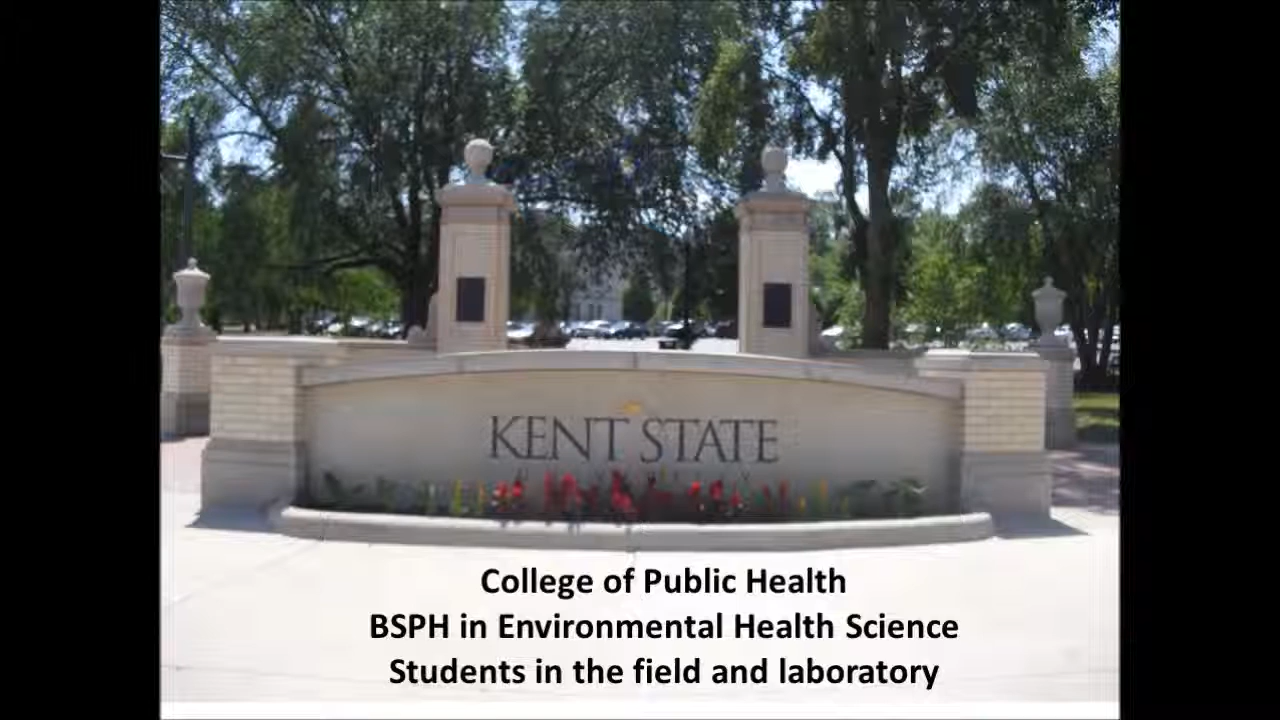 KENT STATE
College of Public Health
BSPH in Environmental Health Science
Students in the field and laboratory